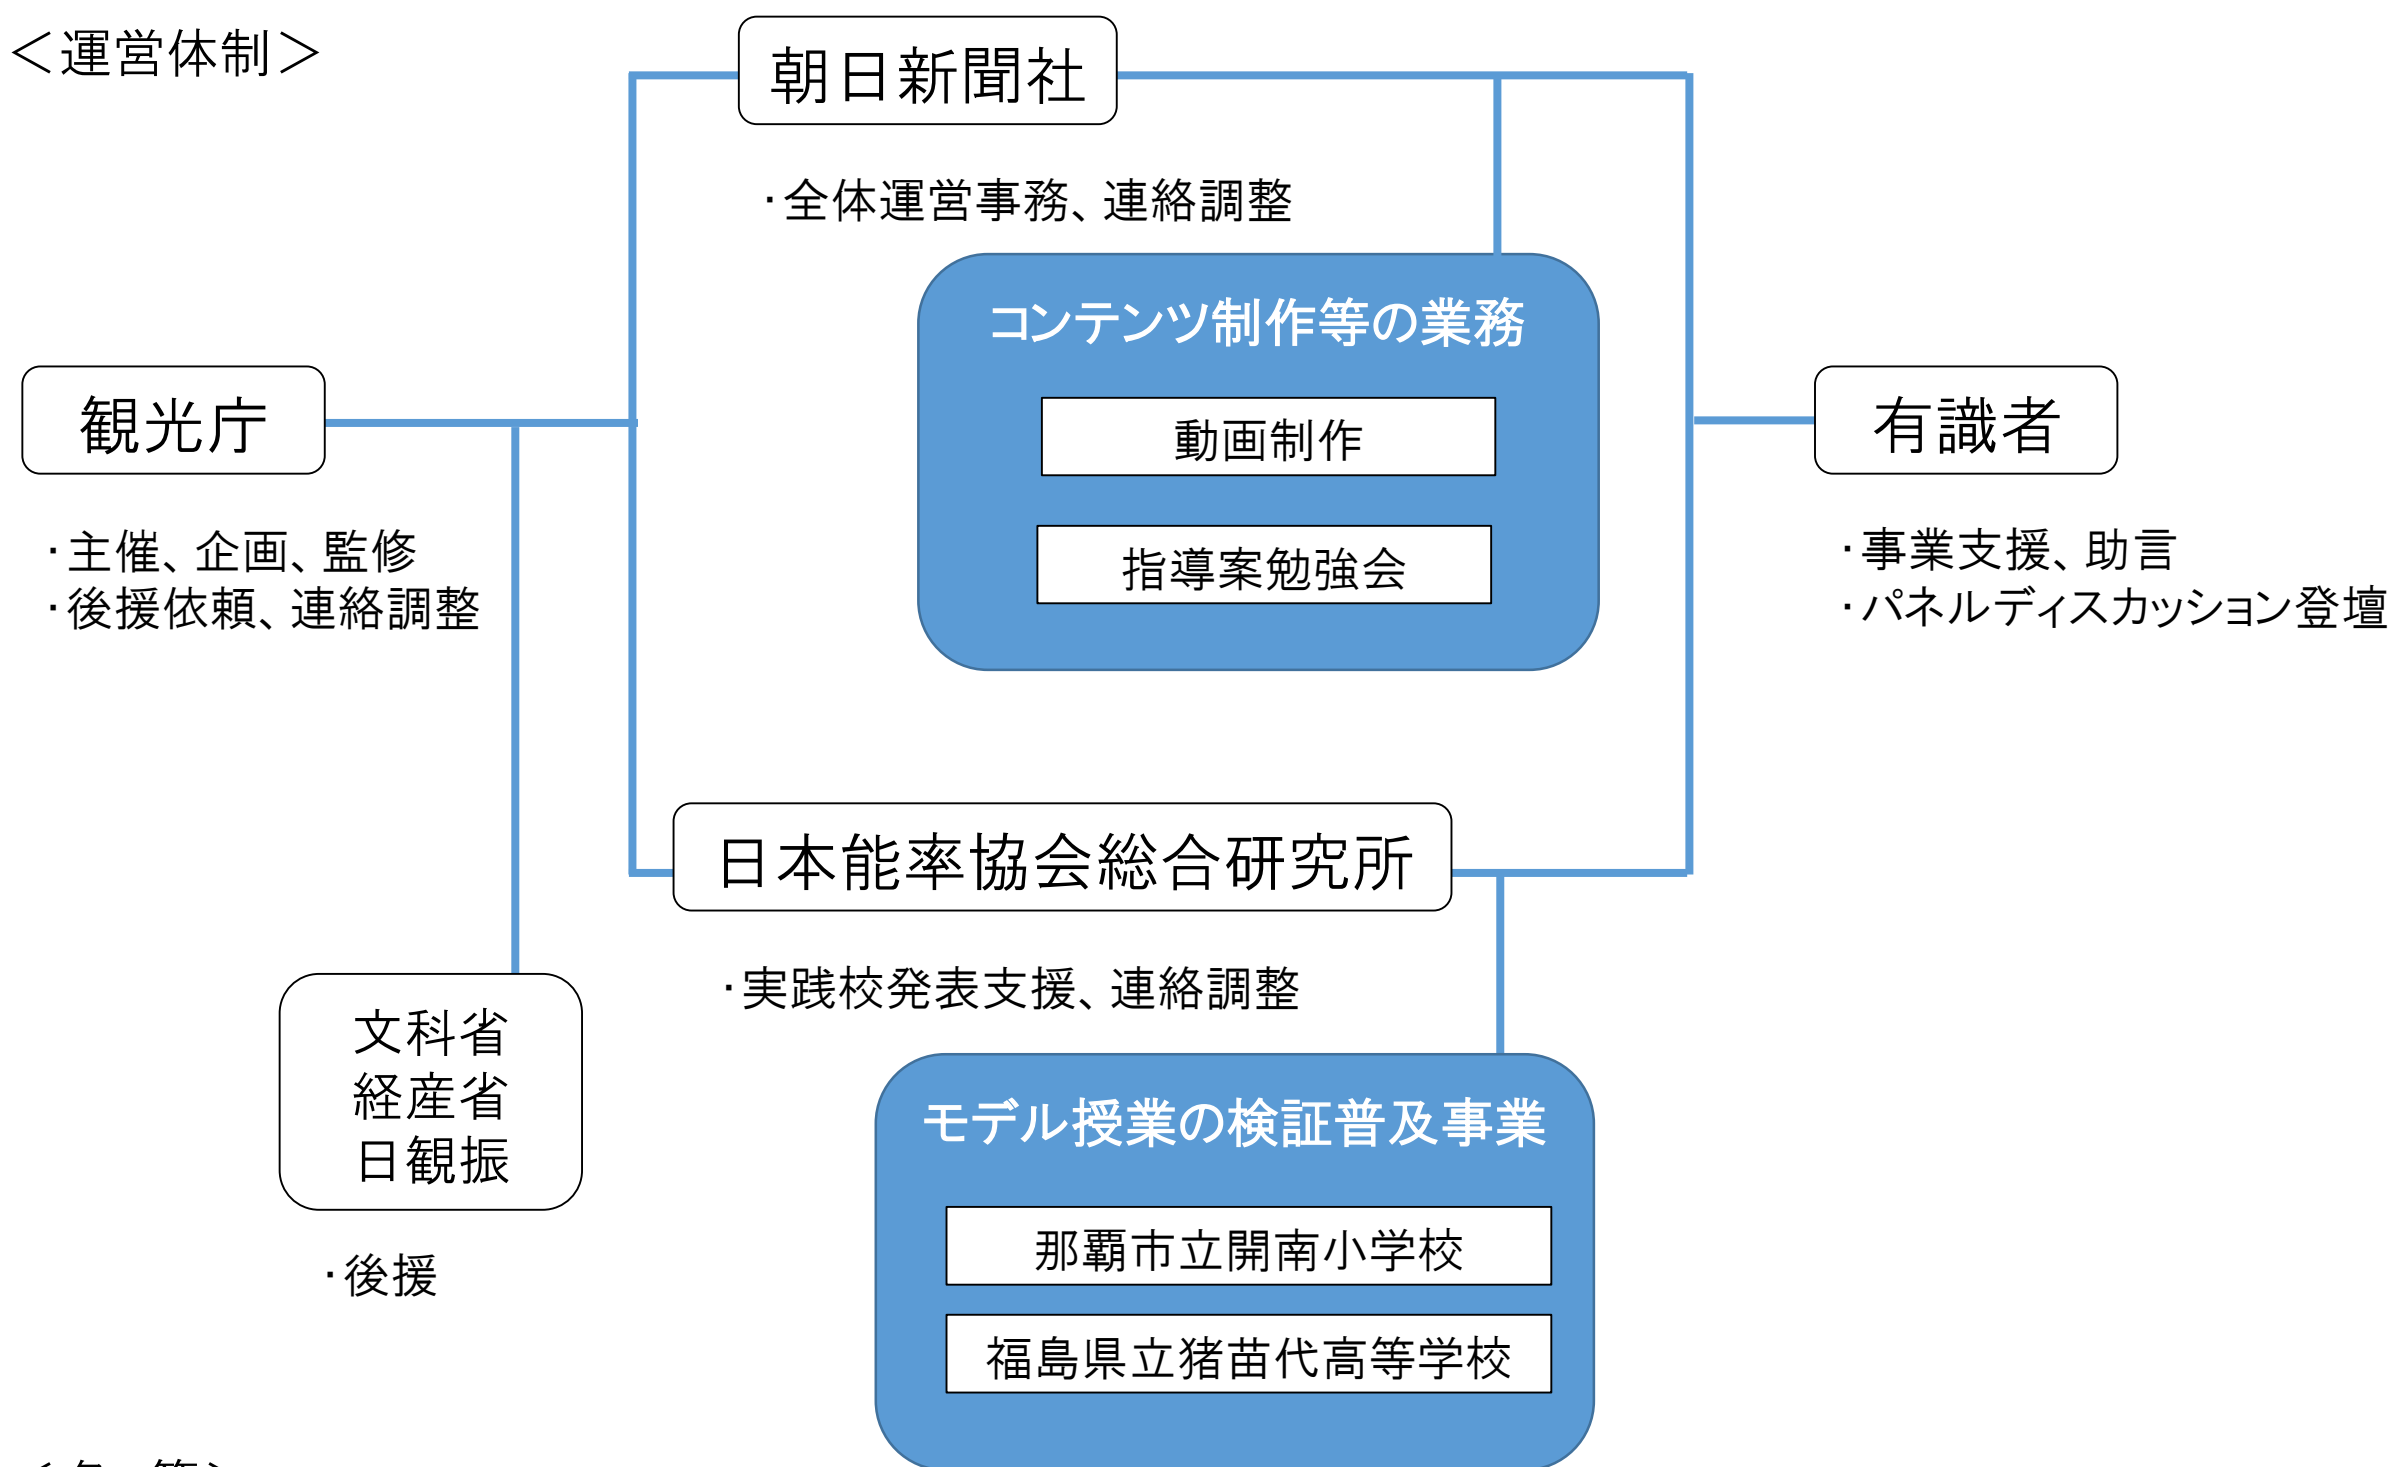 ＜運営体制＞
朝日新聞社
・全体運営事務、連絡調整
コンテンツ制作等の業務
動画制作
指導案勉強会
観光庁
・主催、企画、監修
・後援依頼、連絡調整
有識者
・事業支援、助言
・パネルディスカッション登壇
日本能率協会総合研究所
・実践校発表支援、連絡調整
文科省
経産省
日観振
・後援
モデル授業の検証普及事業
那覇市立開南小学校
福島県立猪苗代高等学校